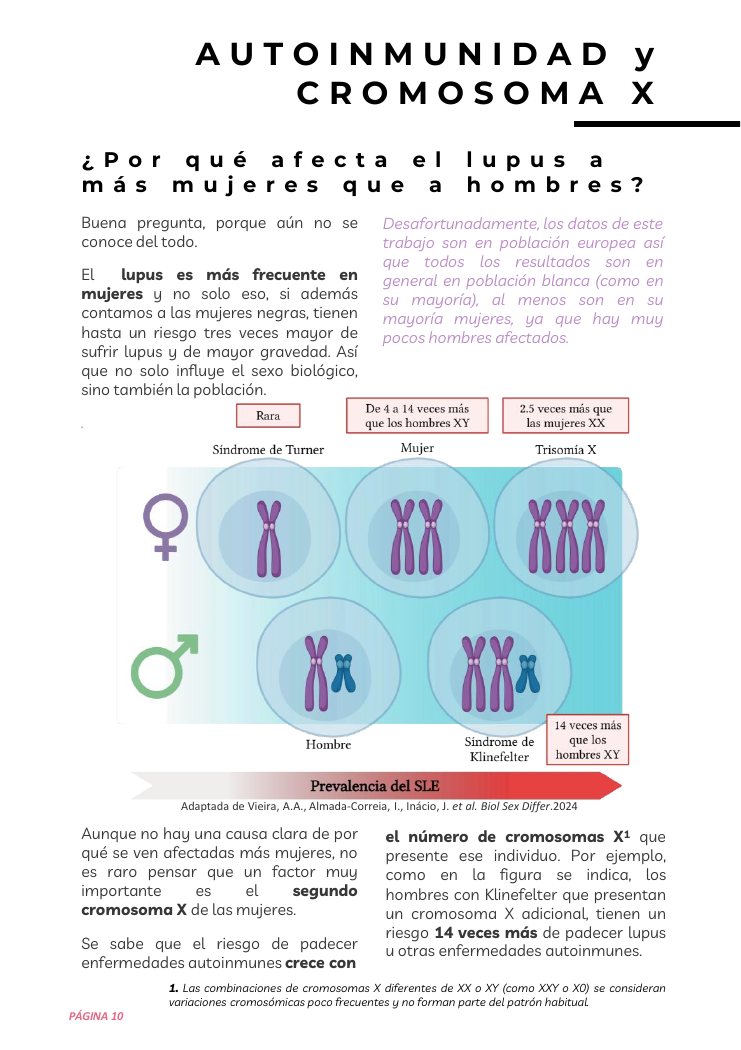 AUTOINMUNIDAD y
CROMOSOMA X
¿Por qué afecta el lupus a
más mujeres que a hombres?
Buena pregunta, porque aún no se
conoce del todo.
El lupus es más frecuente en
mujeres y no solo eso, si además
contamos a las mujeres negras, tienen
hasta un riesgo tres veces mayor de
sufrir lupus y de mayor gravedad. Así
que no solo influye el sexo biológico,
sino también la población.
Desafortunadamente, los datos de este
trabajo son en población europea así
que todos los resultados son en
general en población blanca (como en
su mayoría), al menos son en su
mayoría mujeres, ya que hay muy
pocos hombres afectados.
Rara
De 4 a 14 veces más
que los hombres XY
2.5 veces más que
las mujeres XX
Síndrome de Turner
Mujer
Trisomía X
Hombre
Síndrome de
Klinefelter
14 veces más
que los
hombres XY
Prevalencia del SLE
Adaptada de Vieira, A.A., Almada-Correia, I., Inácio, J. et al. Biol Sex Differ.2024
Aunque no hay una causa clara de por
qué se ven afectadas más mujeres, no
es raro pensar que un factor muy
importante es el segundo
cromosoma X de las mujeres.
Se sabe que el riesgo de padecer
enfermedades autoinmunes crece con
el número de cromosomas X¹ que
presente ese individuo. Por ejemplo,
como en la figura se indica, los
hombres con Klinefelter que presentan
un cromosoma X adicional, tienen un
riesgo 14 veces más de padecer lupus
u otras enfermedades autoinmunes.
1. Las combinaciones de cromosomas X diferentes de XX o XY (como XXY o X0) se consideran
variaciones cromosómicas poco frecuentes y no forman parte del patrón habitual.
PÁGINA 10